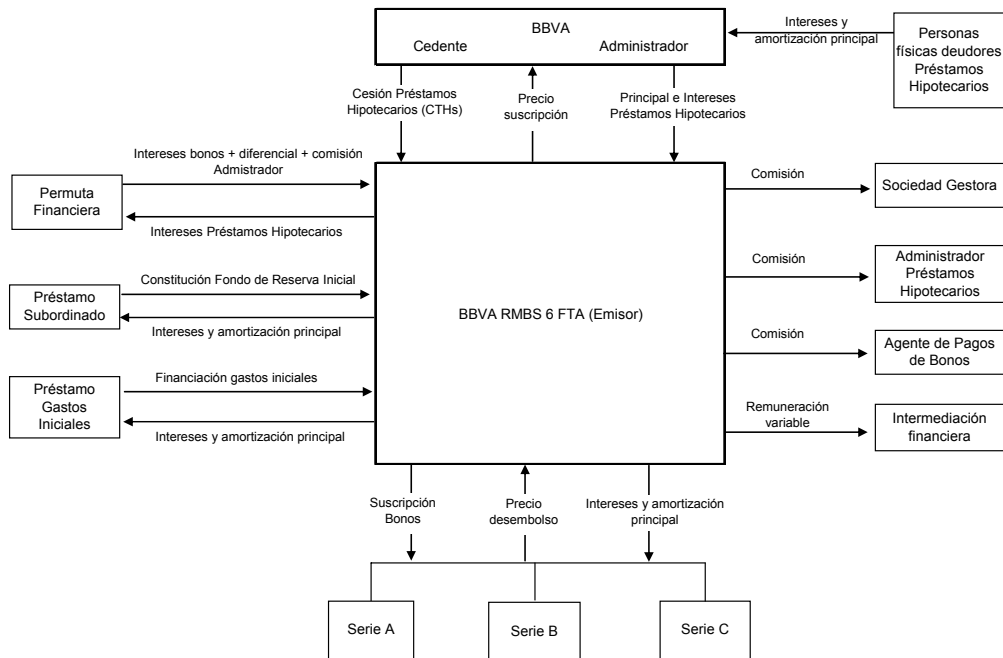 BBVA
Cedente
Administrador
Intereses y
amortización principal
Personas
físicas deudores
Préstamos
Hipotecarios
Cesión Préstamos
Hipotecarios (CTHs)
Precio
suscripción
Principal e Intereses
Préstamos Hipotecarios
Intereses bonos + diferencial + comisión
Admistrador
Permuta
Financiera
Intereses Préstamos Hipotecarios
Constitución Fondo de Reserva Inicial
Préstamo
Subordinado
Intereses y amortización principal
Financiación gastos iniciales
Préstamo
Gastos
Iniciales
Intereses y amortización principal
BBVA RMBS 6 FTA (Emisor)
Comisión
Sociedad Gestora
Comisión
Administrador
Préstamos
Hipotecarios
Comisión
Agente de Pagos
de Bonos
Remuneración
variable
Intermediación
financiera
Suscripción
Bonos
Precio
desembolso
Intereses y amortización
principal
Serie A
Serie B
Serie C